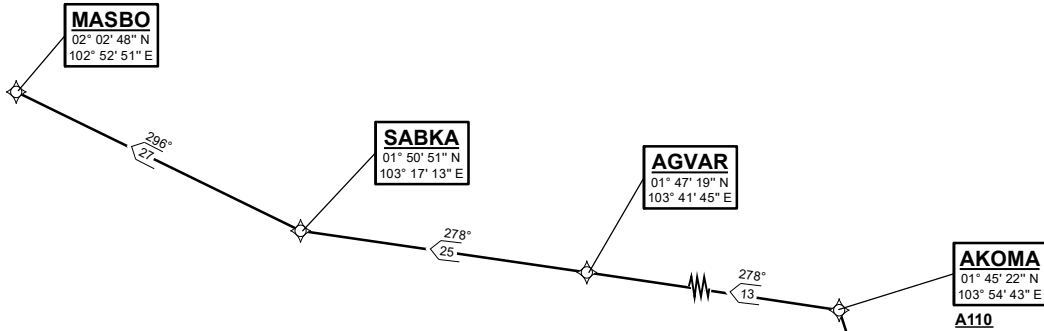 MASBO
02° 02' 48" N
102° 52' 51" E
296°
27
SABKA
01° 50' 51" N
103° 17' 13" E
278°
25
AGVAR
01° 47' 19" N
103° 41' 45" E
278°
13
AKOMA
01° 45' 22" N
103° 54' 43" E
A110